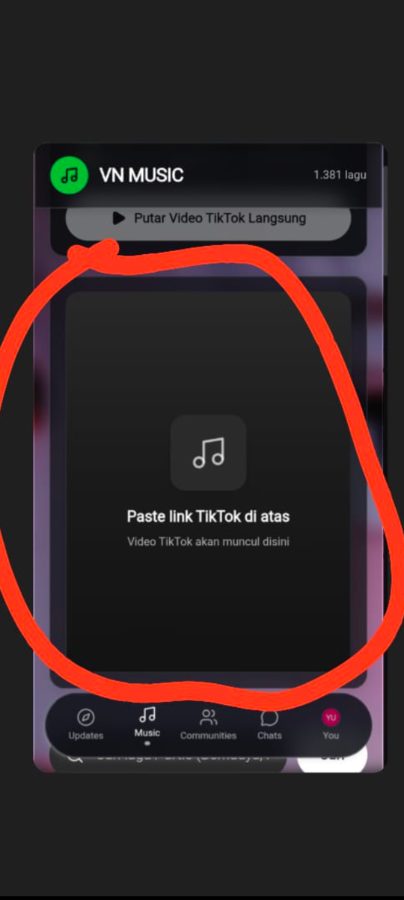 VN MUSIC
1.381 lagu
Putar Video TikTok Langsung
Paste link TikTok di atas
Video TikTok akan muncul disini
Updates
Music
Communities
Chats
YU
You